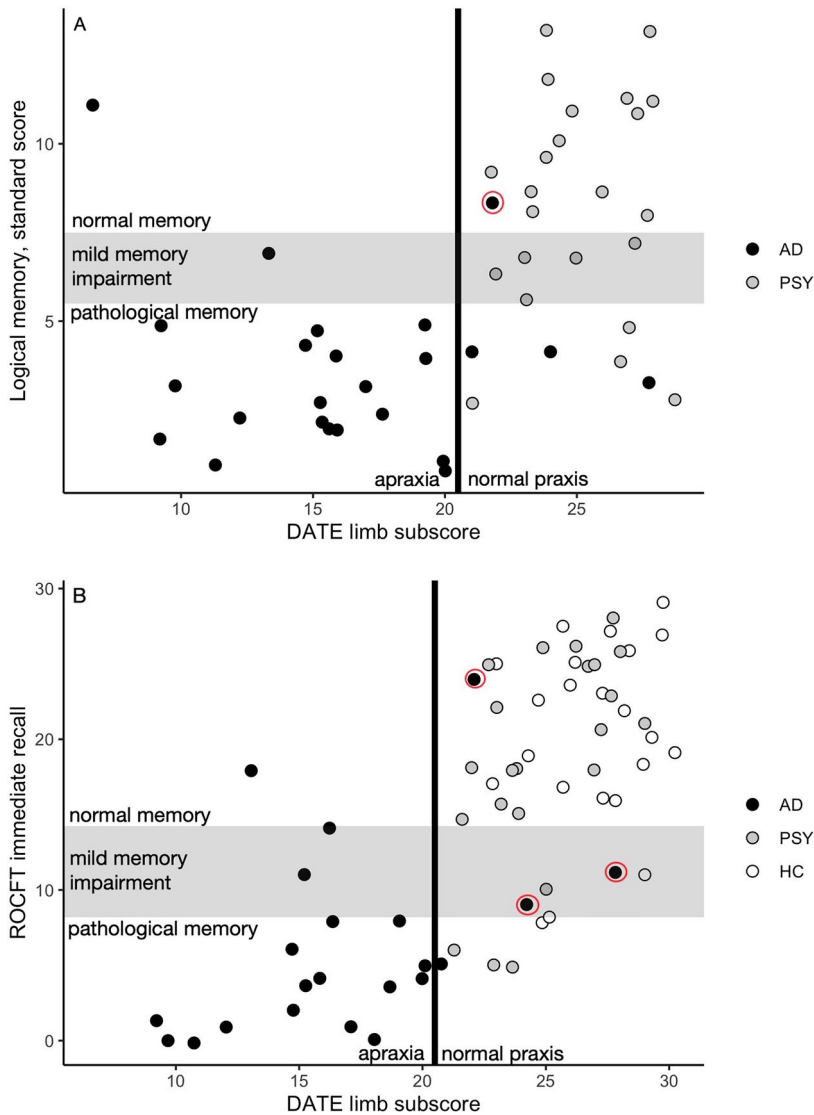 A
Logical memory, standard score
10
5
normal memory
mild memory
impairment
pathological memory
apraxia
normal praxis
10
15
20
25
DATE limb subscore
AD
PSY
B
ROCFT immediate recall
30
20
10
0
normal memory
mild memory
impairment
pathological memory
apraxia
normal praxis
10
15
20
25
30
DATE limb subscore
AD
PSY
HC